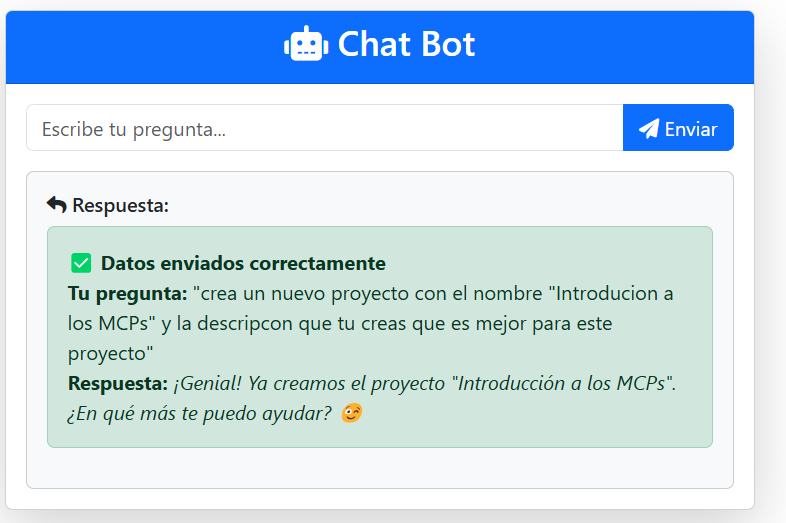 Chat Bot
Escribe tu pregunta...
Enviar
Respuesta:
Datos enviados correctamente
Tu pregunta: "crea un nuevo proyecto con el nombre "Introducion a
los MCPs" y la descripcon que tu creas que es mejor para este
proyecto"
Respuesta: ¡Genial! Ya creamos el proyecto "Introducción a los MCPs".
¿En qué más te puedo ayudar? 😉